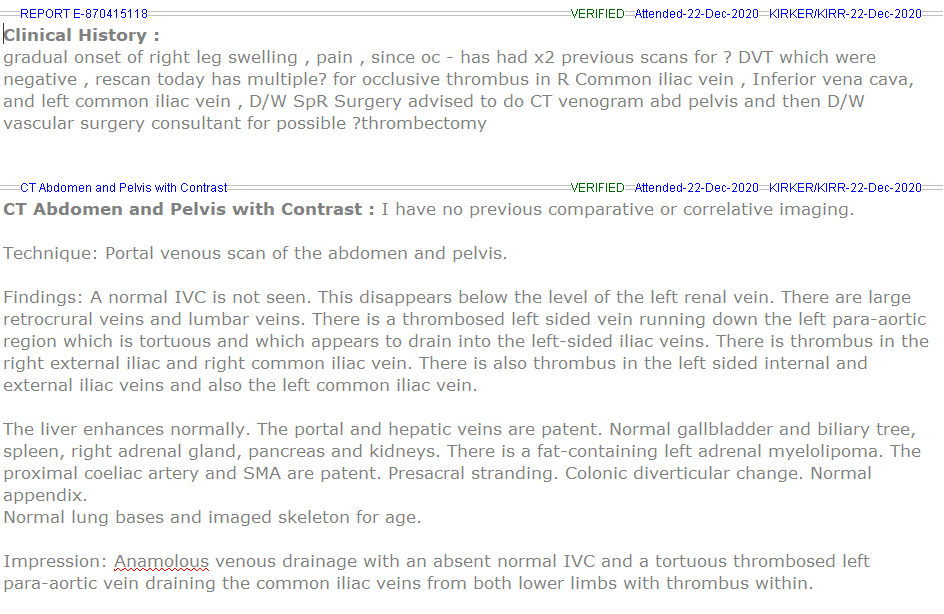 REPORT E-870415118 VERIFIED Attended-22-Dec-2020 KIRKER/KIRR-22-Dec-2020
Clinical History :
gradual onset of right leg swelling , pain , since oc - has had x2 previous scans for ? DVT which were
negative , rescan today has multiple? for occlusive thrombus in R Common iliac vein , Inferior vena cava,
and left common iliac vein , D/W SpR Surgery advised to do CT venogram abd pelvis and then D/W
vascular surgery consultant for possible ?thrombectomy
CT Abdomen and Pelvis with Contrast VERIFIED Attended-22-Dec-2020 KIRKER/KIRR-22-Dec-2020
CT Abdomen and Pelvis with Contrast : I have no previous comparative or correlative imaging.
Technique: Portal venous scan of the abdomen and pelvis.
Findings: A normal IVC is not seen. This disappears below the level of the left renal vein. There are large
retrocrural veins and lumbar veins. There is a thrombosed left sided vein running down the left para-aortic
region which is tortuous and which appears to drain into the left-sided iliac veins. There is thrombus in the
right external iliac and right common iliac vein. There is also thrombus in the left sided internal and
external iliac veins and also the left common iliac vein.
The liver enhances normally. The portal and hepatic veins are patent. Normal gallbladder and biliary tree,
spleen, right adrenal gland, pancreas and kidneys. There is a fat-containing left adrenal myelolipoma. The
proximal coeliac artery and SMA are patent. Presacral stranding. Colonic diverticular change. Normal
appendix.
Normal lung bases and imaged skeleton for age.
Impression: Anamolous venous drainage with an absent normal IVC and a tortuous thrombosed left
para-aortic vein draining the common iliac veins from both lower limbs with thrombus within.